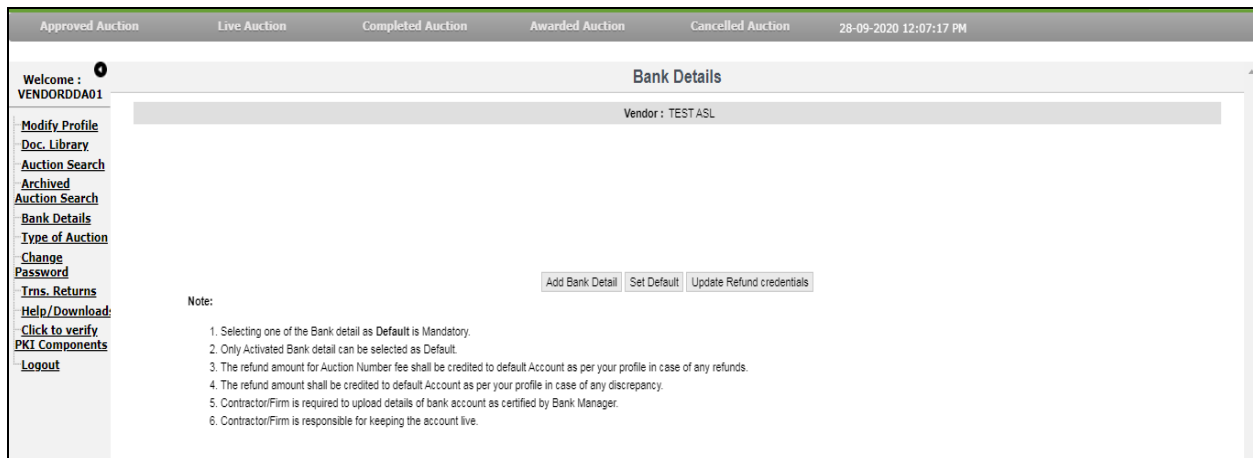 Approved Auction Live Auction Completed Auction Awarded Auction Cancelled Auction 28-09-2020 12:07:17 PM
Welcome :
VENDORDDA01
Modify Profile
Doc. Library
Auction Search
Archived
Auction Search
Bank Details
Type of Auction
Change
Password
Trns. Returns
Help/Download
Click to verify
PKI Components
Logout
Bank Details
Vendor : TEST ASL
Add Bank Detail Set Default Update Refund credentials
Note:
1. Selecting one of the Bank detail as Default is Mandatory.
2. Only Activated Bank detail can be selected as Default.
3. The refund amount for Auction Number fee shall be credited to default Account as per your profile in case of any refunds.
4. The refund amount shall be credited to default Account as per your profile in case of any discrepancy.
5. Contractor/Firm is required to upload details of bank account as certified by Bank Manager.
6. Contractor/Firm is responsible for keeping the account live.